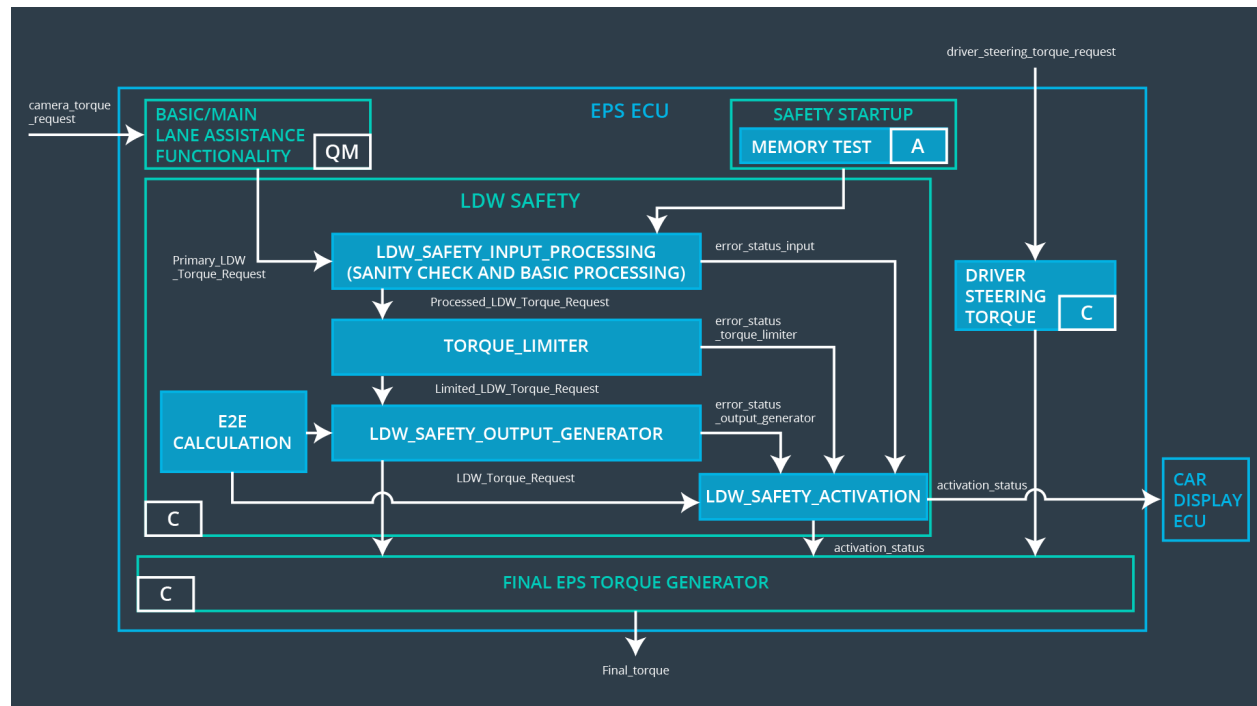 driver_steering_torque_request
camera_torque
_request
BASIC/MAIN
LANE ASSISTANCE
FUNCTIONALITY
QM
EPS ECU
SAFETY STARTUP
MEMORY TEST
A
LDW SAFETY
Primary_LDW
_Torque_Request
LDW_SAFETY_INPUT_PROCESSING
(SANITY CHECK AND BASIC PROCESSING)
error_status_input
DRIVER
STEERING
TORQUE
C
Processed_LDW_Torque_Request
TORQUE_LIMITER
error_status
_torque_limiter
Limited_LDW_Torque_Request
E2E
CALCULATION
LDW_SAFETY_OUTPUT_GENERATOR
error_status
_output_generator
LDW_Torque_Request
LDW_SAFETY_ACTIVATION
activation_status
CAR
DISPLAY
ECU
C
activation_status
FINAL EPS TORQUE GENERATOR
C
Final_torque